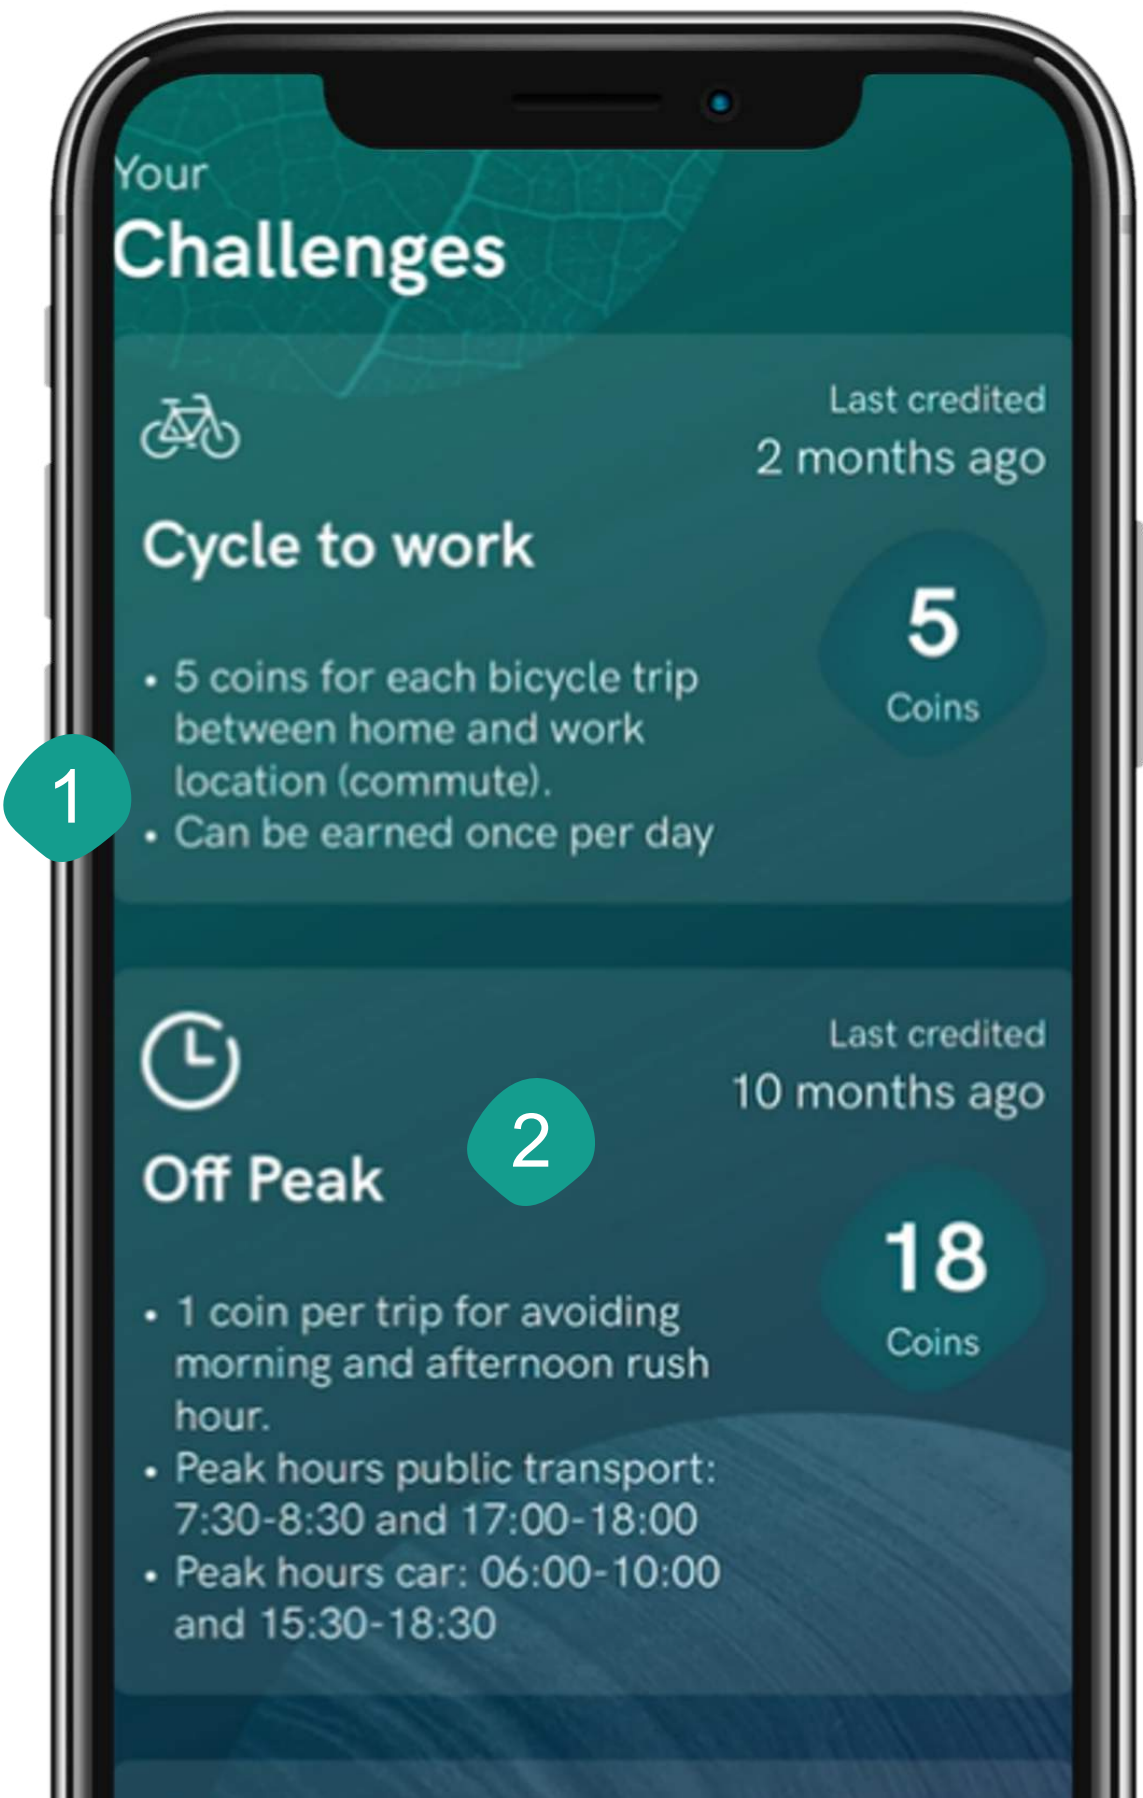 Your
Challenges
Last credited
2 months ago
Cycle to work
5
Coins
• 5 coins for each bicycle trip
between home and work
location (commute).
• Can be earned once per day
1
Last credited
10 months ago
2
Off Peak
18
Coins
• 1 coin per trip for avoiding
morning and afternoon rush
hour.
• Peak hours public transport:
7:30-8:30 and 17:00-18:00
• Peak hours car: 06:00-10:00
and 15:30-18:30